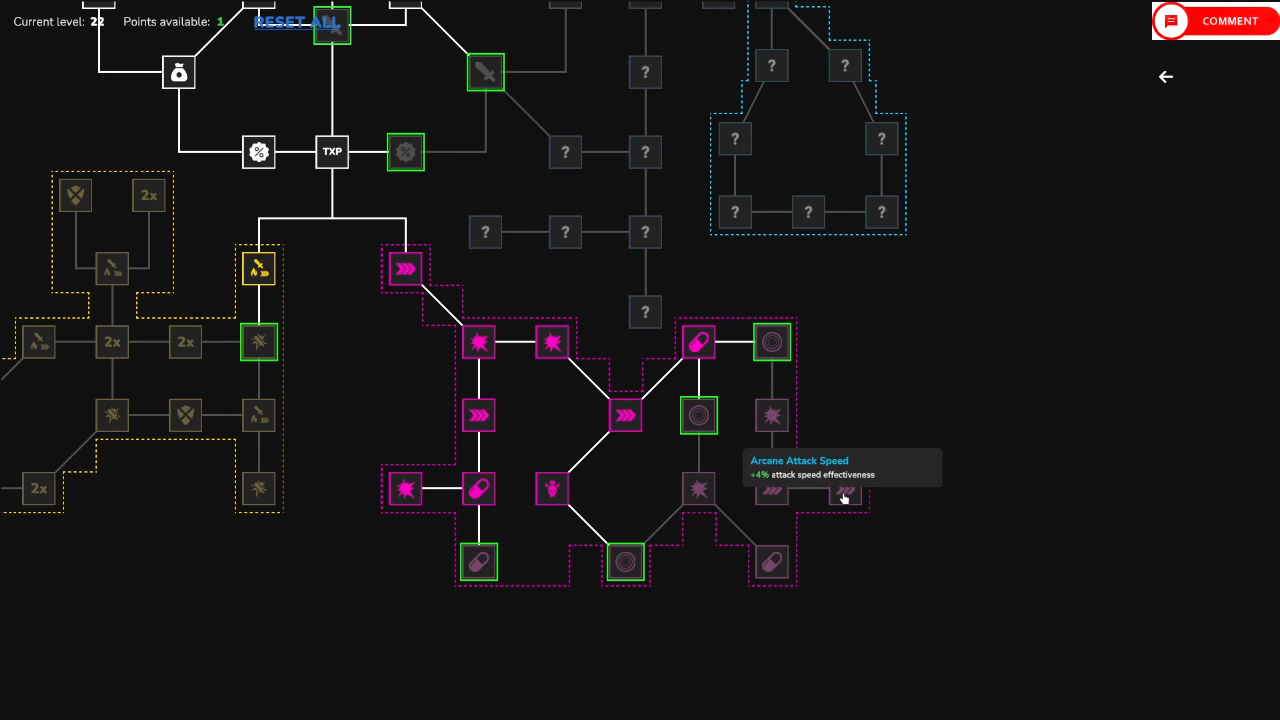 Current level: 22 Points available: 1 RESET ALL
COMMENT
?
? ?
TXP
? ?
? ?
2x
? ? ?
? ? ?
?
2x 2x
Arcane Attack Speed
+4% attack speed effectiveness
2x